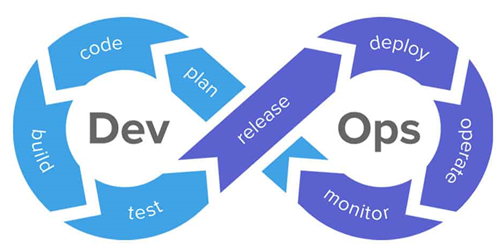 Dev
Ops
plan
code
build
test
release
deploy
operate
monitor